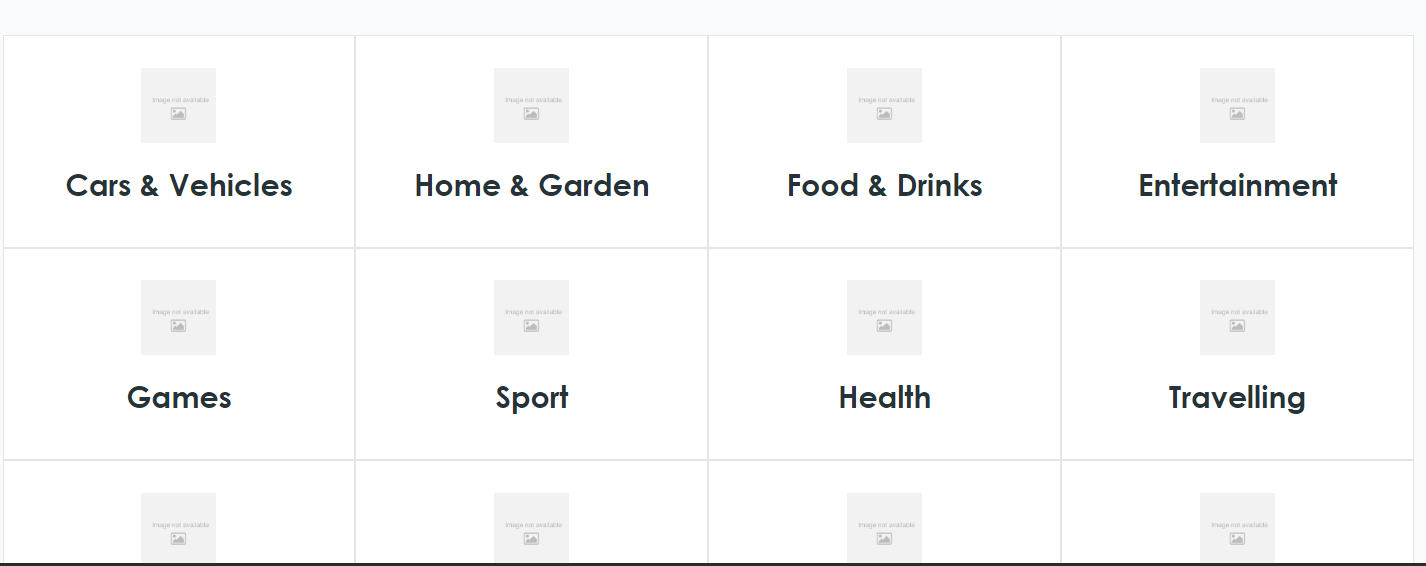 Image not available
Image not available
Image not available
Image not available
Cars & Vehicles
Home & Garden
Food & Drinks
Entertainment
Image not available
Image not available
Image not available
Image not available
Games
Sport
Health
Travelling
Image not available
Image not available
Image not available
Image not available